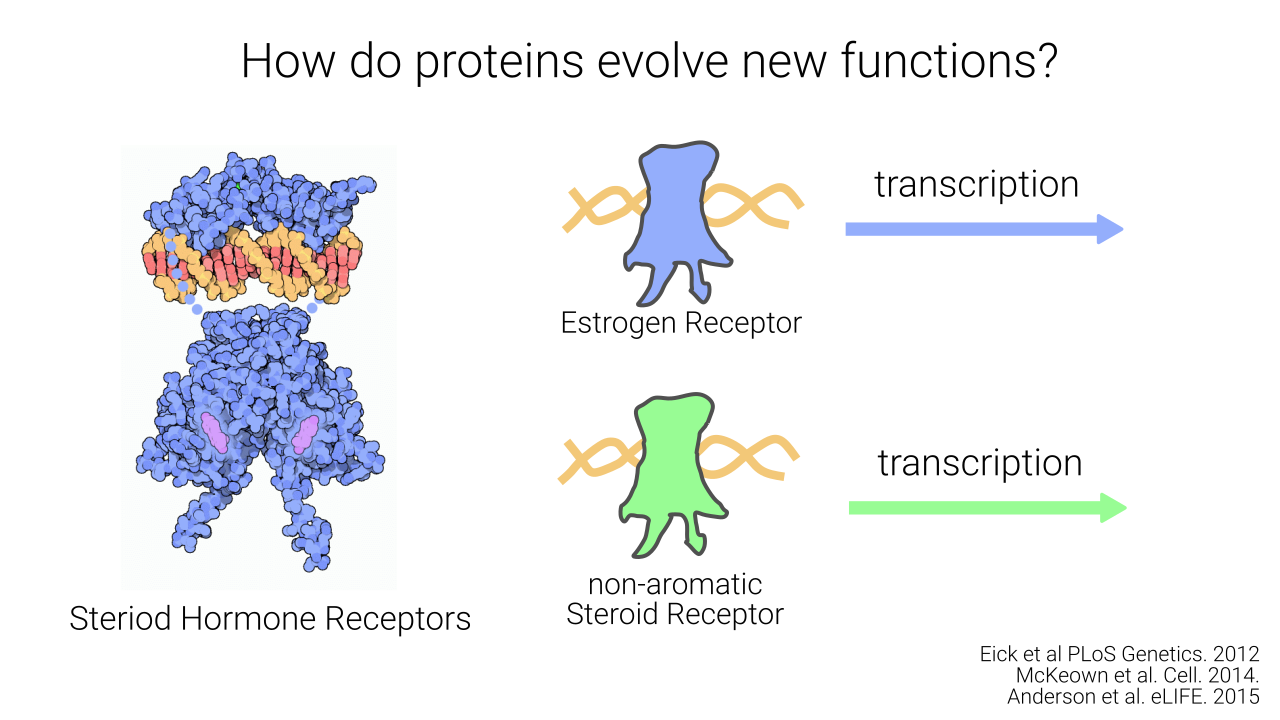 How do proteins evolve new functions?
transcription
Estrogen Receptor
transcription
non-aromatic
Steroid Receptor
Steriod Hormone Receptors
Eick et al PLoS Genetics. 2012
McKeown et al. Cell. 2014.
Anderson et al. eLIFE. 2015